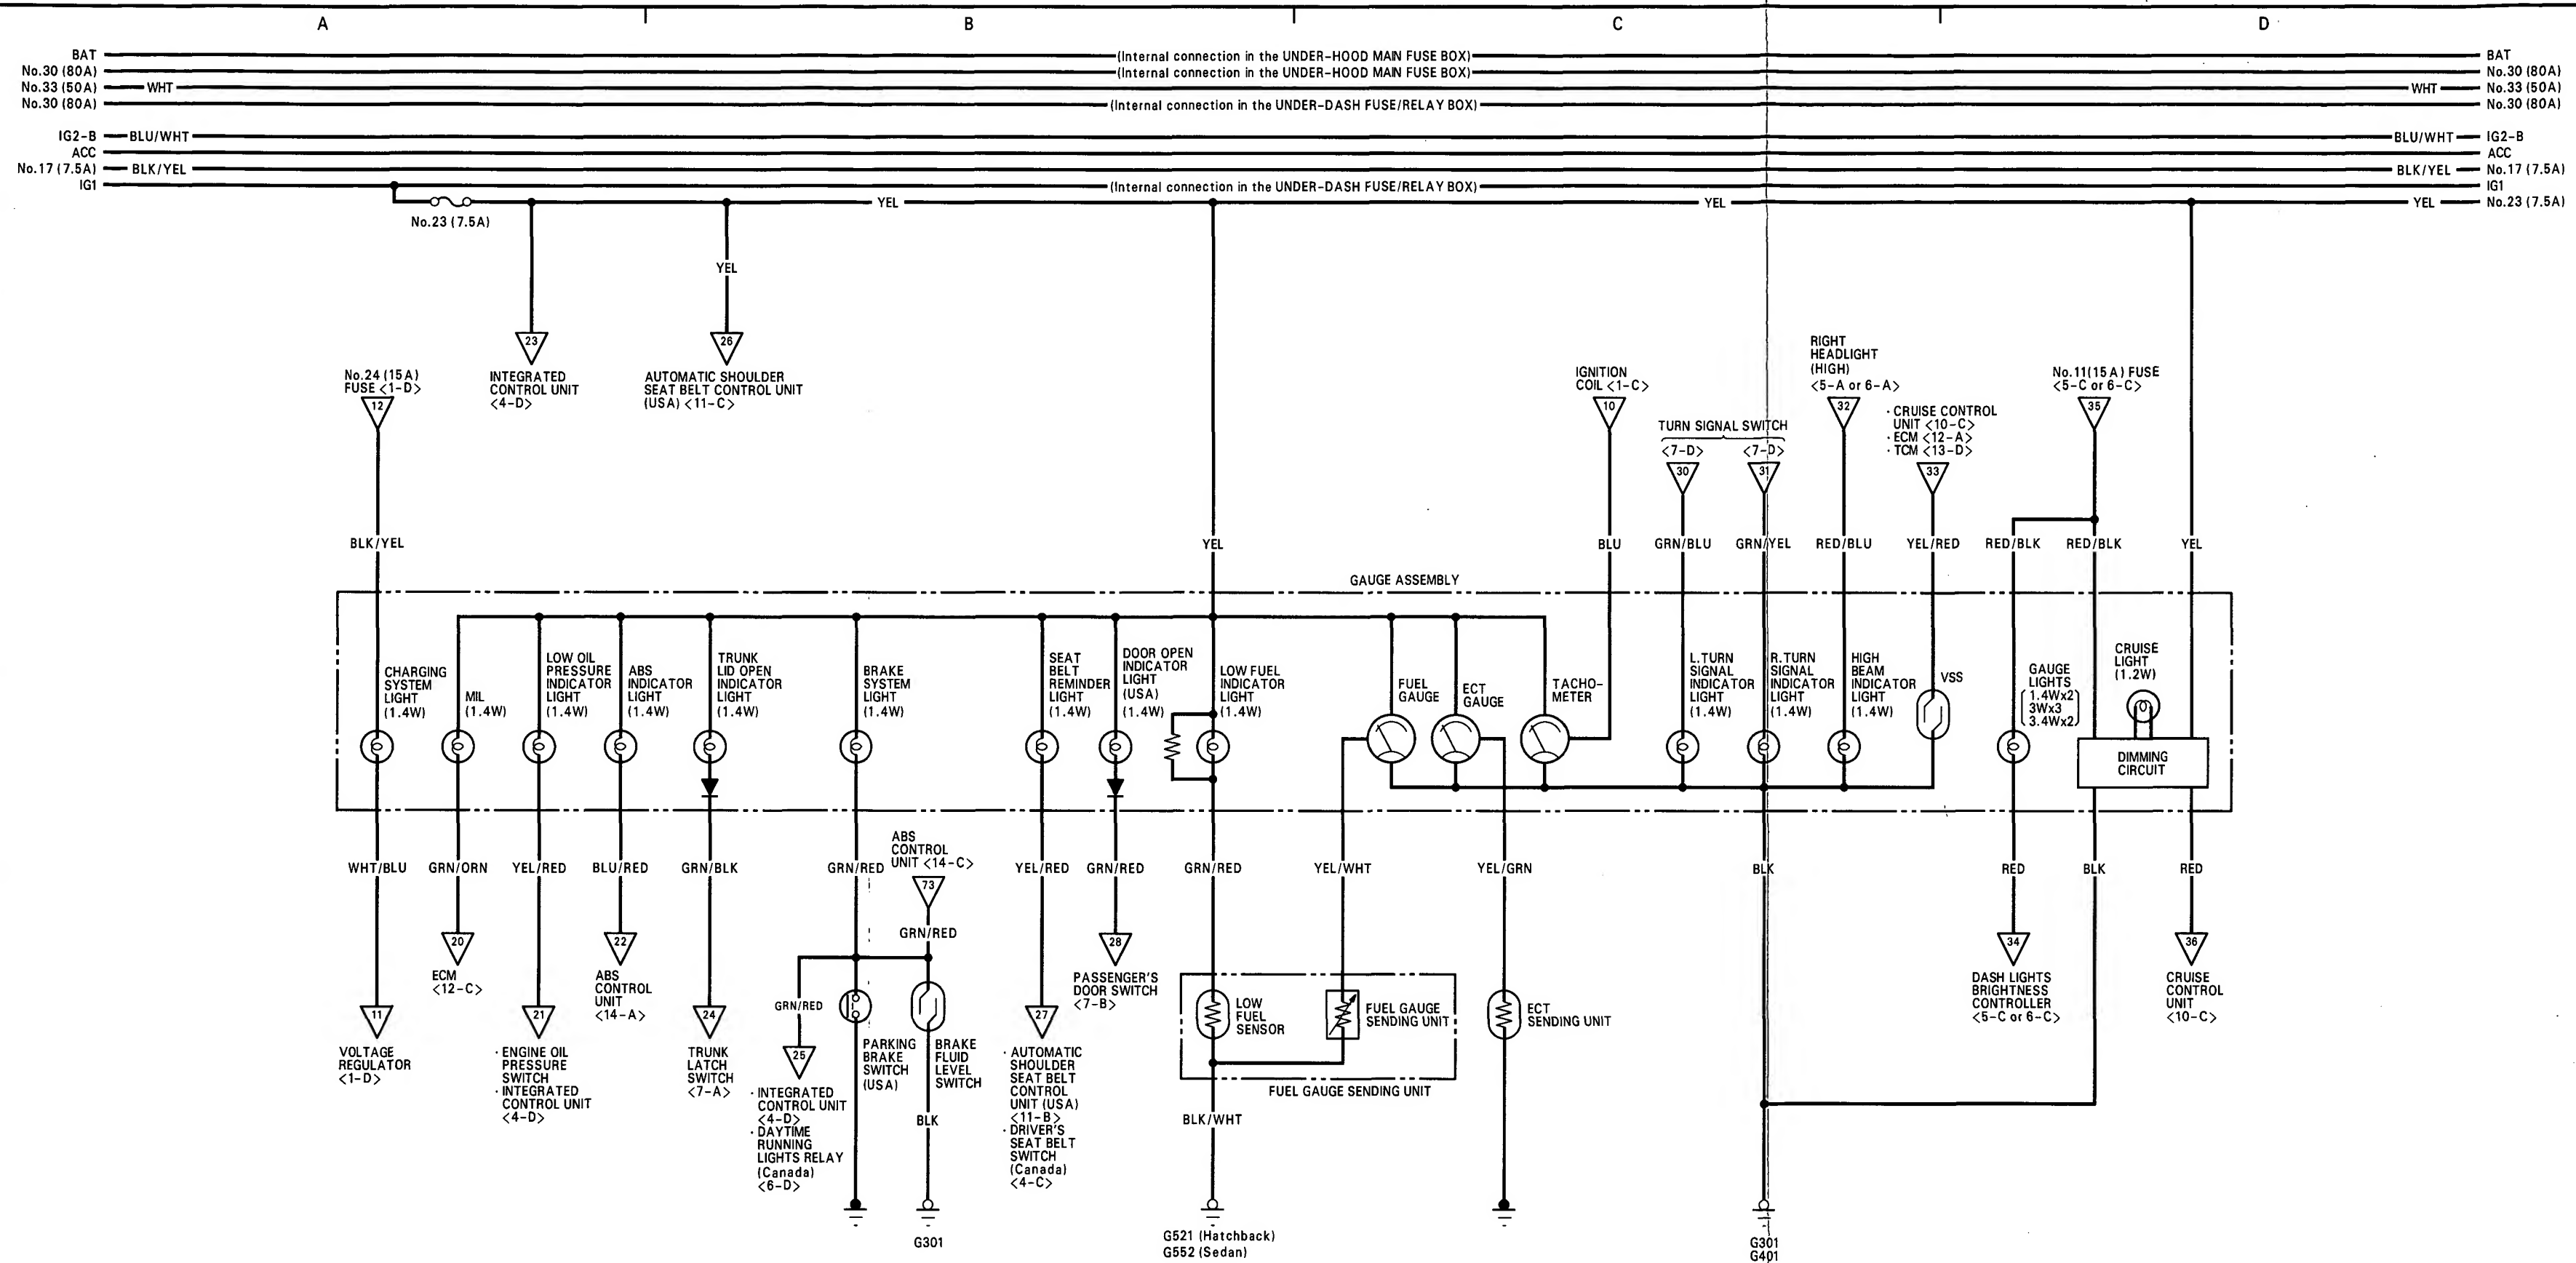 A
B
C
D
BAT (Internal connection in the UNDER-HOOD MAIN FUSE BOX) BAT
No.30 (80A) (Internal connection in the UNDER-HOOD MAIN FUSE BOX) No.30 (80A)
No.33 (50A) WHT WHT No.33 (50A)
No.30 (80A) (Internal connection in the UNDER-DASH FUSE/RELAY BOX) No.30 (80A)
IG2-B BLU/WHT BLU/WHT IG2-B
ACC ACC
No.17 (7.5A) BLK/YEL BLK/YEL No.17 (7.5A)
IG1 (Internal connection in the UNDER-DASH FUSE/RELAY BOX) IG1
YEL YEL YEL No.23 (7.5A)
No.23 (7.5A)
YEL
23
INTEGRATED
CONTROL UNIT
<4-D>
26
AUTOMATIC SHOULDER
SEAT BELT CONTROL UNIT
(USA) <11-C>
No.24 (15A)
FUSE <1-D>
12
IGNITION
COIL <1-C>
10
TURN SIGNAL SWITCH
<7-D> <7-D>
30 31
RIGHT
HEADLIGHT
(HIGH)
<5-A or 6-A>
32
· CRUISE CONTROL
UNIT <10-C>
· ECM <12-A>
· TCM <13-D>
33
No.11(15A) FUSE
<5-C or 6-C>
35
BLK/YEL YEL BLU GRN/BLU GRN/YEL RED/BLU YEL/RED RED/BLK RED/BLK YEL
GAUGE ASSEMBLY
CHARGING
SYSTEM
LIGHT
(1.4W)
MIL
(1.4W)
LOW OIL
PRESSURE
INDICATOR
LIGHT
(1.4W)
ABS
INDICATOR
LIGHT
(1.4W)
TRUNK
LID OPEN
INDICATOR
LIGHT
(1.4W)
BRAKE
SYSTEM
LIGHT
(1.4W)
SEAT
BELT
REMINDER
LIGHT
(1.4W)
DOOR OPEN
INDICATOR
LIGHT
(USA)
(1.4W)
LOW FUEL
INDICATOR
LIGHT
(1.4W)
FUEL
GAUGE
ECT
GAUGE
TACHO-
METER
L.TURN
SIGNAL
INDICATOR
LIGHT
(1.4W)
R.TURN
SIGNAL
INDICATOR
LIGHT
(1.4W)
HIGH
BEAM
INDICATOR
LIGHT
(1.4W)
VSS
GAUGE
LIGHTS
1.4Wx2
3Wx3
3.4Wx2
CRUISE
LIGHT
(1.2W)
DIMMING
CIRCUIT
WHT/BLU GRN/ORN YEL/RED BLU/RED GRN/BLK GRN/RED YEL/RED GRN/RED GRN/RED YEL/WHT YEL/GRN BLK RED BLK RED
ABS
CONTROL
UNIT <14-C>
73
GRN/RED
11
VOLTAGE
REGULATOR
<1-D>
20
ECM
<12-C>
21
· ENGINE OIL
PRESSURE
SWITCH
· INTEGRATED
CONTROL UNIT
<4-D>
22
ABS
CONTROL
UNIT
<14-A>
24
TRUNK
LATCH
SWITCH
<7-A>
GRN/RED
25
· INTEGRATED
CONTROL UNIT
<4-D>
· DAYTIME
RUNNING
LIGHTS RELAY
(Canada)
<6-D>
PARKING
BRAKE
SWITCH
(USA)
BRAKE
FLUID
LEVEL
SWITCH
BLK
G301
27
· AUTOMATIC
SHOULDER
SEAT BELT
CONTROL
UNIT (USA)
<11-B>
· DRIVER'S
SEAT BELT
SWITCH
(Canada)
<4-C>
28
PASSENGER'S
DOOR SWITCH
<7-B>
LOW
FUEL
SENSOR
FUEL GAUGE
SENDING UNIT
FUEL GAUGE SENDING UNIT
BLK/WHT
G521 (Hatchback)
G552 (Sedan)
ECT
SENDING UNIT
G301
G401
34
DASH LIGHTS
BRIGHTNESS
CONTROLLER
<5-C or 6-C>
36
CRUISE
CONTROL
UNIT
<10-C>